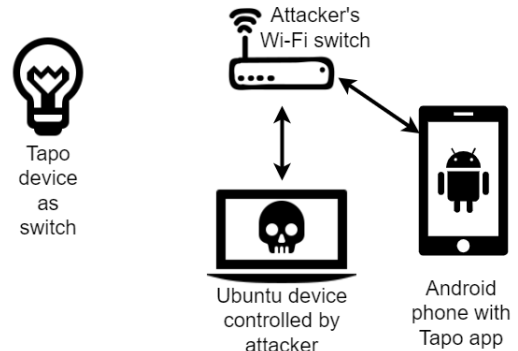 Attacker's
Wi-Fi switch
Tapo
device
as
switch
Ubuntu device
controlled by
attacker
Android
phone with
Tapo app